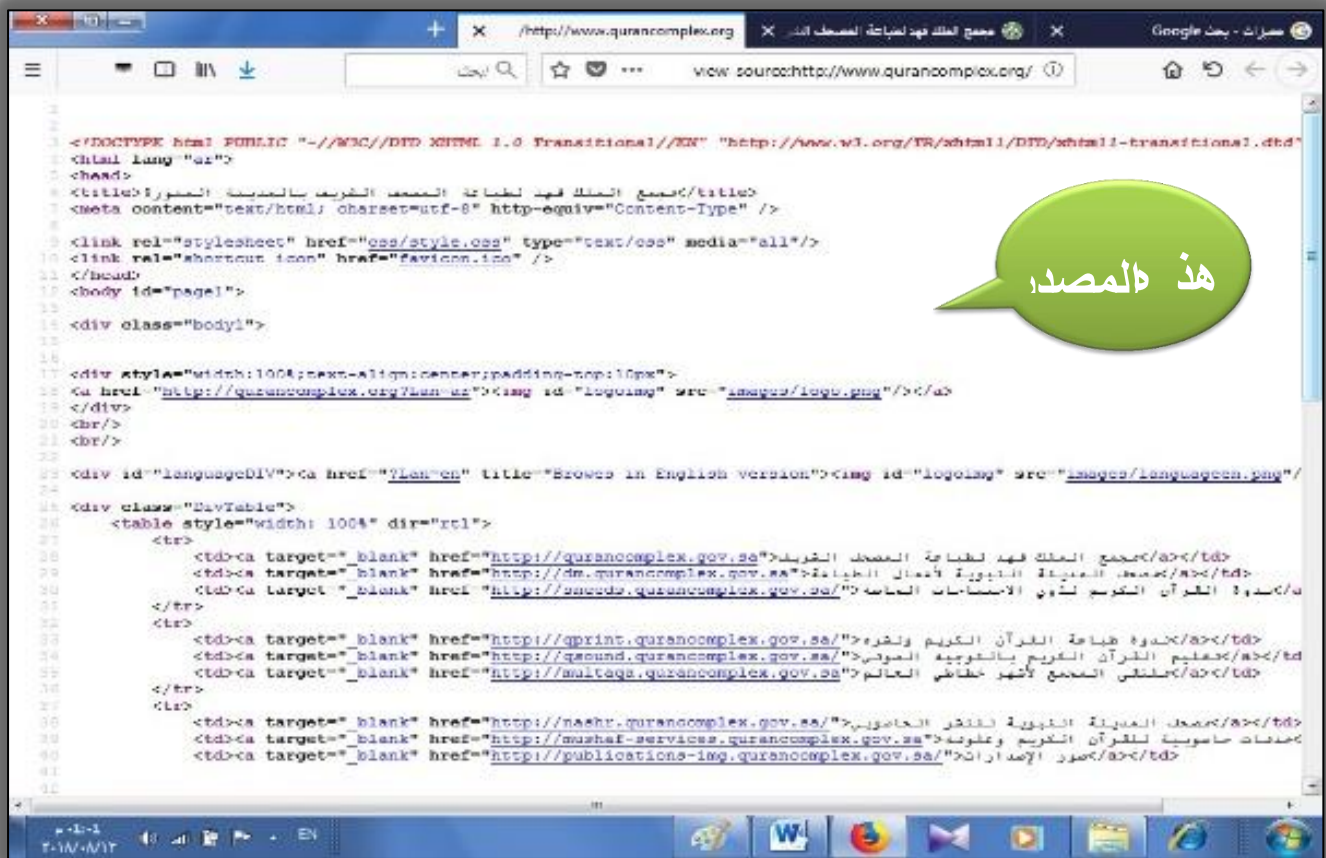 http://www.qurancomplex.org/
مجمع الملك فهد لطباعة المصحف الشر
بحث Google
view source:http://www.qurancomplex.org/
بحث
<!DOCTYPE html PUBLIC "-//W3C//DTD XHTML 1.0 Transitional//EN" "http://www.w3.org/TR/xhtml1/DTD/xhtml1-transitional.dtd"
<html lang="ar">
<head>
<title>مجمع الملك فهد لطباعة المصحف الشريف بالمدينة المنورة</title>
<meta content="text/html; charset=utf-8" http-equiv="Content-Type" />
<link rel="stylesheet" href="css/style.css" type="text/css" media="all"/>
<link rel="shortcut icon" href="favicon.ico" />
</head>
<body id="page1">
هذ ەالمصدر
<div class="body1">
<div style="width:100%;text-align:center;padding-top:10px">
<a href="http://qurancomplex.org?Lan=ar"><img id="logoimg" src="images/logo.png"/></a>
</div>
<br/>
<br/>
<div id="languageDIV"><a href="?Lan=en" title="Browes in English version"><img id="logoimg" src="images/languageen.png"/
<div class="DivTable">
<table style="width: 100%" dir="rtl">
<tr>
<td><a target="_blank" href="http://qurancomplex.gov.sa">مجمع الملك فهد لطباعة المصحف الشريف</a></td>
<td><a target="_blank" href="http://dm.qurancomplex.gov.sa">مصحف المدينة النبوية لأعمال الطباعة</a></td>
<td><a target="_blank" href="http://sneeds.qurancomplex.gov.sa/">ندوة القرآن الكريم لذوي الاحتياجات الخاصة</a
</tr>
<tr>
<td><a target="_blank" href="http://qprint.qurancomplex.gov.sa/">ندوة طباعة القرآن الكريم ونشره</a></td>
<td><a target="_blank" href="http://qsound.qurancomplex.gov.sa/">تعليم القرآن الكريم بالتوجيه الصوتي</a></td
<td><a target="_blank" href="http://multaqa.qurancomplex.gov.sa">ملتقى المجمع لأشهر خطاطي العالم</a></td>
</tr>
<tr>
<td><a target="_blank" href="http://nashr.qurancomplex.gov.sa/">مصحف المدينة النبوية للنشر الحاسوبي</a></td>
<td><a target="_blank" href="http://mushaf-services.qurancomplex.gov.sa">خدمات حاسوبية للقرآن الكريم وعلومه<
<td><a target="_blank" href="http://publications-img.qurancomplex.gov.sa/">صور الإصدارات</a></td>
EN
٢٠١٨/٠٨/١٣